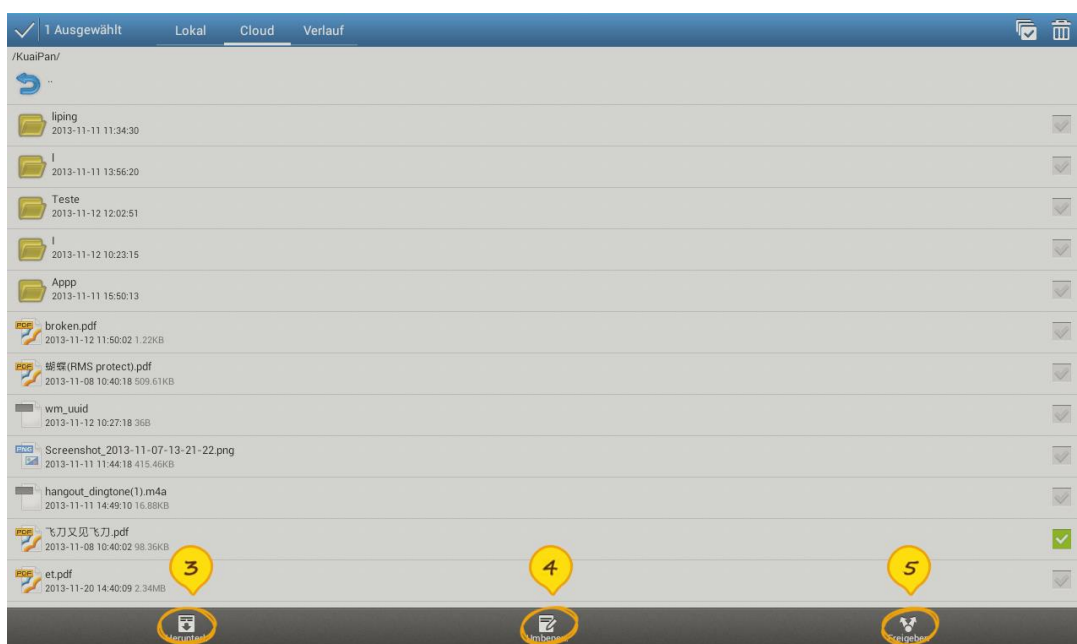 1 Ausgewählt Lokal Cloud Verlauf
/KuaiPan/
..
liping
2013-11-11 11:34:30
l
2013-11-11 13:56:20
Teste
2013-11-12 12:02:51
l
2013-11-12 10:23:15
Appp
2013-11-11 15:50:13
PDF broken.pdf
2013-11-12 11:50:02 1.22KB
PDF 蝴蝶(RMS protect).pdf
2013-11-08 10:40:18 509.61KB
wm_uuid
2013-11-12 10:27:18 36B
PNG Screenshot_2013-11-07-13-21-22.png
2013-11-11 11:44:18 415.46KB
hangout_dingtone(1).m4a
2013-11-11 14:49:10 16.88KB
PDF 飞刀又见飞刀.pdf
2013-11-08 10:40:02 98.36KB
PDF et.pdf
2013-11-20 14:40:09 2.34MB
3 4 5
Freigeben